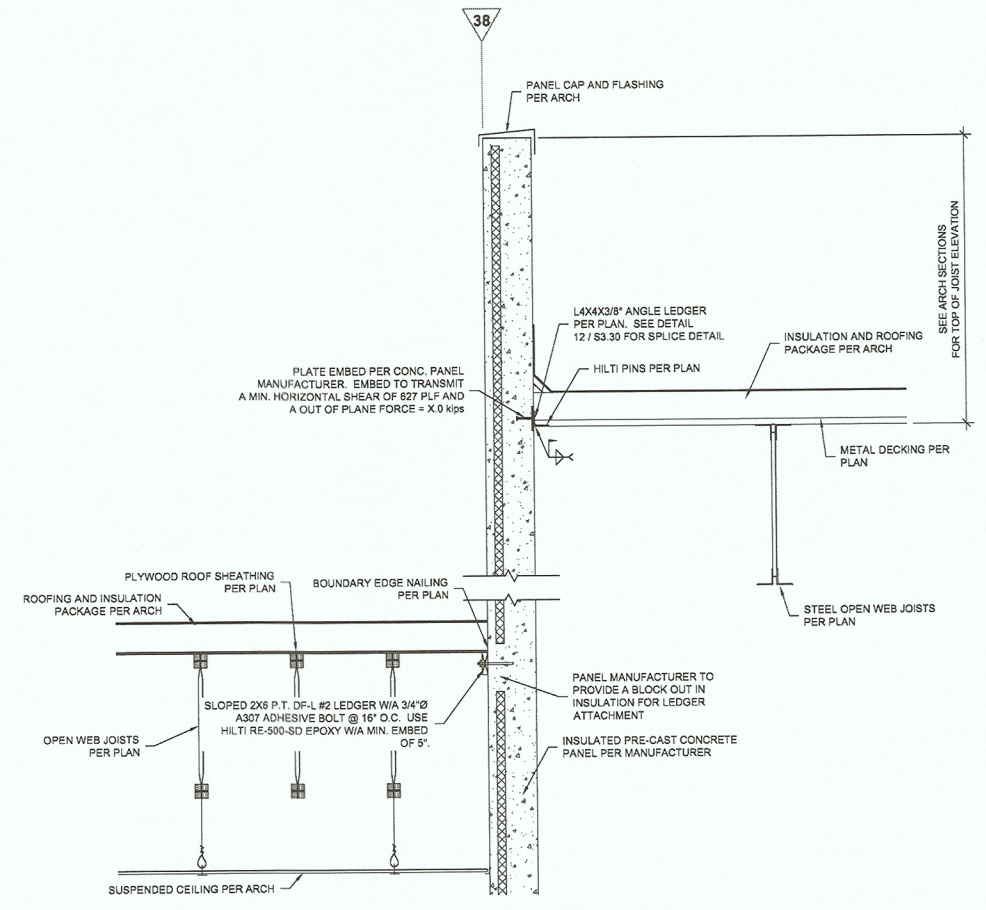 38
PANEL CAP AND FLASHING
PER ARCH
SEE ARCH SECTIONS
FOR TOP OF JOIST ELEVATION
L4X4X3/8" ANGLE LEDGER
PER PLAN. SEE DETAIL
12 / S3.30 FOR SPLICE DETAIL
INSULATION AND ROOFING
PACKAGE PER ARCH
HILTI PINS PER PLAN
PLATE EMBED PER CONC. PANEL
MANUFACTURER. EMBED TO TRANSMIT
A MIN. HORIZONTAL SHEAR OF 627 PLF AND
A OUT OF PLANE FORCE = X.0 kips
METAL DECKING PER
PLAN
PLYWOOD ROOF SHEATHING
PER PLAN
BOUNDARY EDGE NAILING
PER PLAN
ROOFING AND INSULATION
PACKAGE PER ARCH
STEEL OPEN WEB JOISTS
PER PLAN
PANEL MANUFACTURER TO
PROVIDE A BLOCK OUT IN
INSULATION FOR LEDGER
ATTACHMENT
SLOPED 2X6 P.T. DF-L #2 LEDGER W/A 3/4"Ø
A307 ADHESIVE BOLT @ 16" O.C. USE
HILTI RE-500-SD EPOXY W/A MIN. EMBED
OF 5".
OPEN WEB JOISTS
PER PLAN
INSULATED PRE-CAST CONCRETE
PANEL PER MANUFACTURER
SUSPENDED CEILING PER ARCH